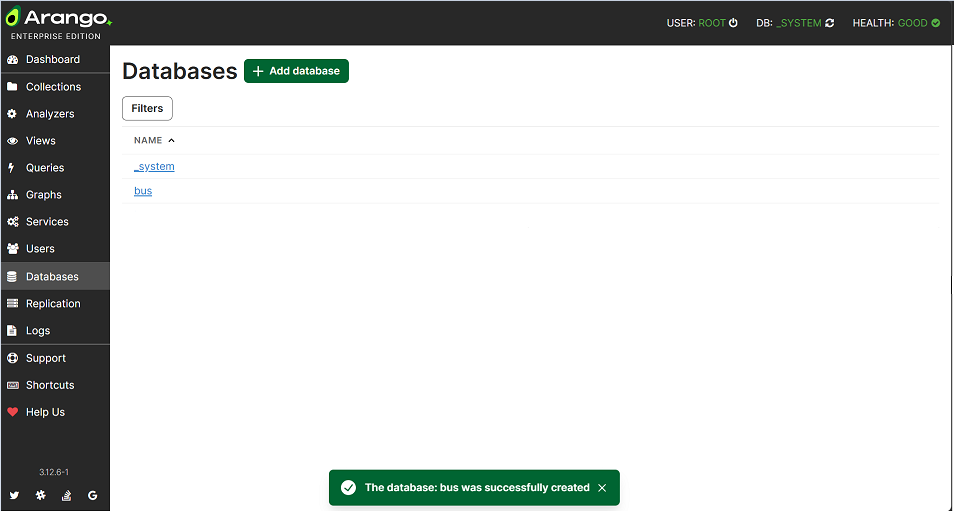 Arango
ENTERPRISE EDITION
USER: ROOT
DB: _SYSTEM
HEALTH: GOOD
Dashboard
Collections
Analyzers
Views
Queries
Graphs
Services
Users
Databases
Replication
Logs
Support
Shortcuts
Help Us
3.12.6-1
Databases
+ Add database
Filters
NAME
_system
bus
The database: bus was successfully created